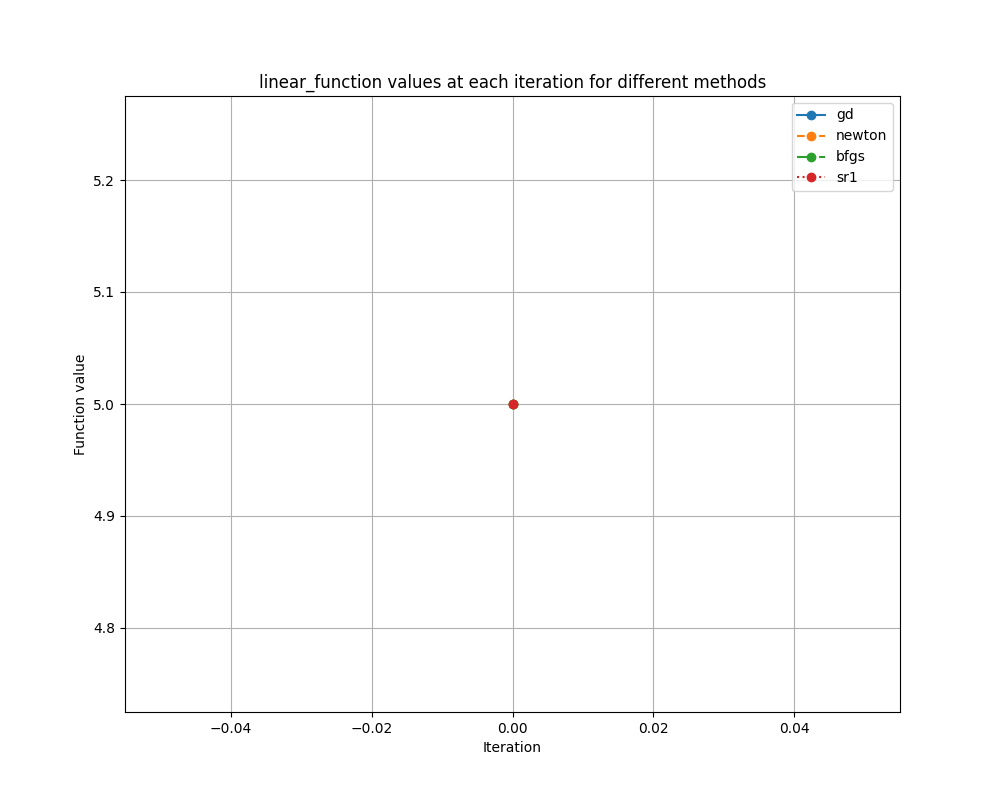 linear_function values at each iteration for different methods
gd
newton
bfgs
sr1
5.2
5.1
5.0
4.9
4.8
Function value
−0.04
−0.02
0.00
0.02
0.04
Iteration